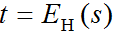 t = E_H (s)